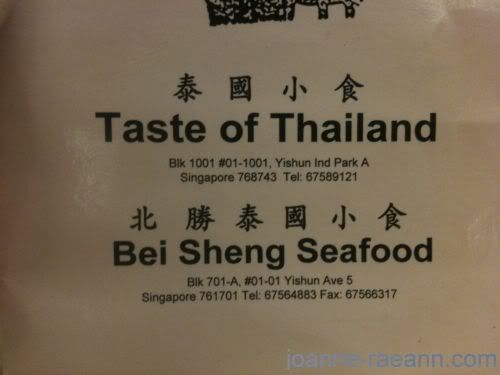 泰國小食
Taste of Thailand
Blk 1001 #01-1001, Yishun Ind Park A
Singapore 768743 Tel: 67589121
北勝泰國小食
Bei Sheng Seafood
Blk 701-A, #01-01 Yishun Ave 5
Singapore 761701 Tel: 67564883 Fax: 67566317
joanne-raeann.com